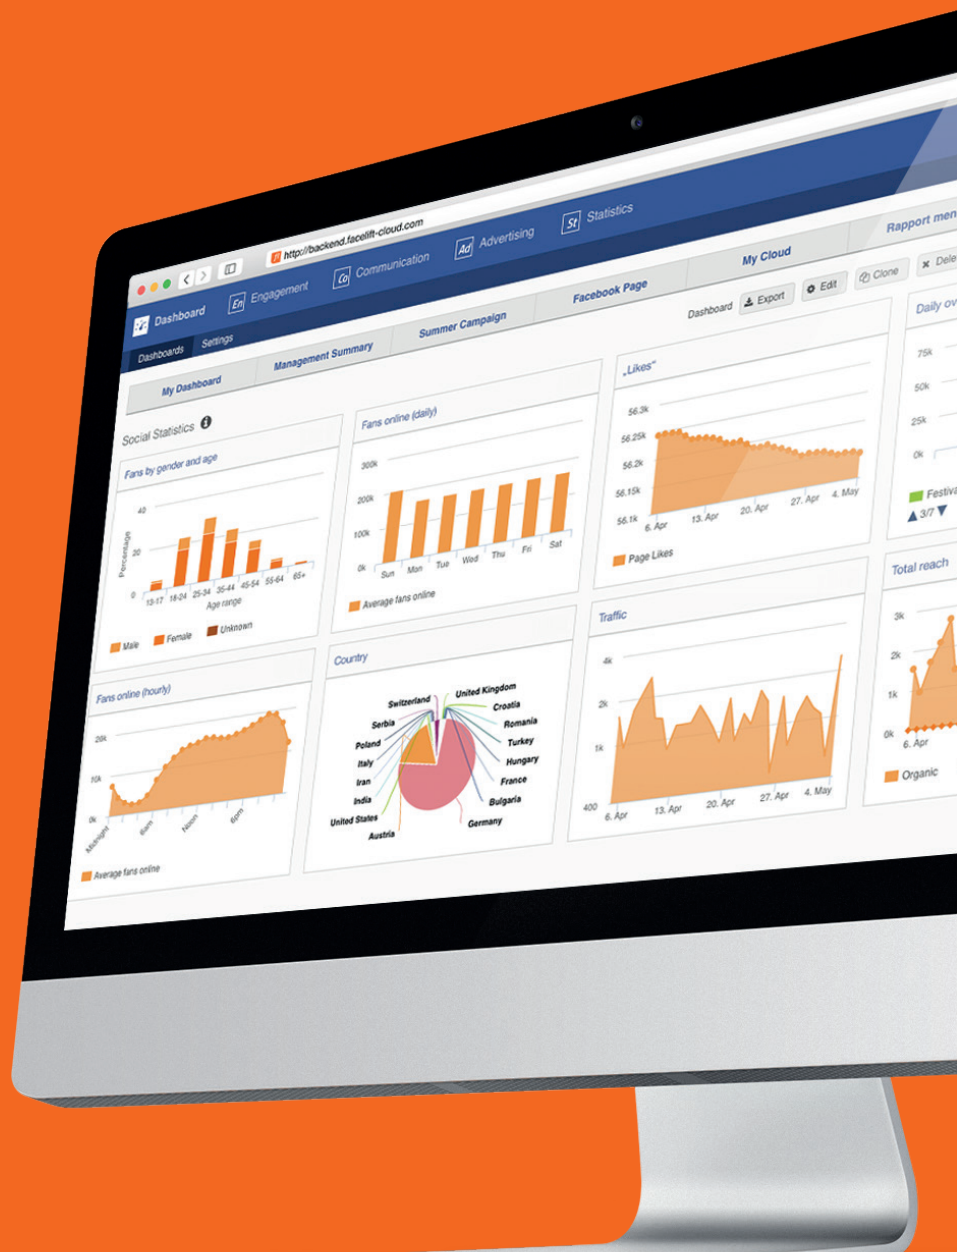 http://backend.facelift-cloud.com
Dashboard
En Engagement
Co Communication
Ad Advertising
St Statistics
Dashboards Settings
My Dashboard
Management Summary
Summer Campaign
Facebook Page
My Cloud
Dashboard Export Edit Clone
Social Statistics
Fans by gender and age
40
20
0
Percentage
13-17 18-24 25-34 35-44 45-54 55-64 65+
Age range
Male Female Unknown
Fans online (daily)
300k
200k
100k
0k
Sun Mon Tue Wed Thu Fri Sat
Average fans online
„Likes“
56.3k
56.25k
56.2k
56.15k
56.1k
6. Apr 13. Apr 20. Apr 27. Apr 4. May
Page Likes
75k
50k
25k
0k
3/7
Fans online (hourly)
20k
10k
0k
Midnight 6am Noon 6pm
Average fans online
Country
Switzerland
Serbia
Poland
Italy
Iran
India
United States
Austria
United Kingdom
Croatia
Romania
Turkey
Hungary
France
Bulgaria
Germany
Traffic
4k
2k
1k
400
6. Apr 13. Apr 20. Apr 27. Apr 4. May
Total reach
3k
2k
1k
0k
6. Apr
Organic